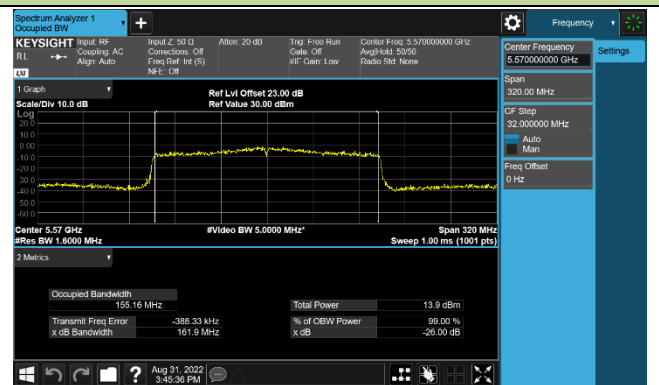 Spectrum Analyzer 1
Occupied BW
+
Frequency
KEYSIGHT
RL
LXI
Input: RF
Coupling: AC
Align: Auto
Input Z: 50 Ω
Corrections: Off
Freq Ref: Int (S)
NFE: Off
Atten: 20 dB
Trig: Free Run
Gate: Off
#IF Gain: Low
Center Freq: 5.570000000 GHz
Avg|Hold: 50/50
Radio Std: None
Center Frequency
5.570000000 GHz
Settings
Span
320.00 MHz
CF Step
32.000000 MHz
Auto
Man
Freq Offset
0 Hz
1 Graph
Scale/Div 10.0 dB
Ref Lvl Offset 23.00 dB
Ref Value 30.00 dBm
Log
20.0
10.0
0.00
-10.0
-20.0
-30.0
-40.0
-50.0
-60.0
Center 5.57 GHz
#Video BW 5.0000 MHz*
Span 320 MHz
#Res BW 1.6000 MHz
Sweep 1.00 ms (1001 pts)
2 Metrics
Occupied Bandwidth
155.16 MHz
Total Power 13.9 dBm
Transmit Freq Error -388.33 kHz
% of OBW Power 99.00 %
x dB Bandwidth 161.9 MHz
x dB -26.00 dB
?
Aug 31, 2022
3:45:36 PM